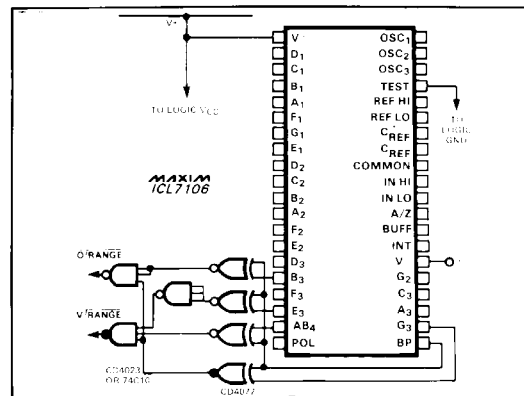 V+
V
D1
C1
B1
A1
F1
G1
E1
D2
C2
B2
A2
F2
E2
D3
B3
F3
E3
AB4
POL
OSC1
OSC2
OSC3
TEST
REF HI
REF LO
CREF
CREF
COMMON
IN HI
IN LO
A/Z
BUFF
INT
V
G2
C3
A3
G3
BP
TO LOGIC VCC
TO
LOGIC
GND
MAXIM
ICL7106
O/RANGE
U/RANGE
CD4023
OR 74C10
CD4077